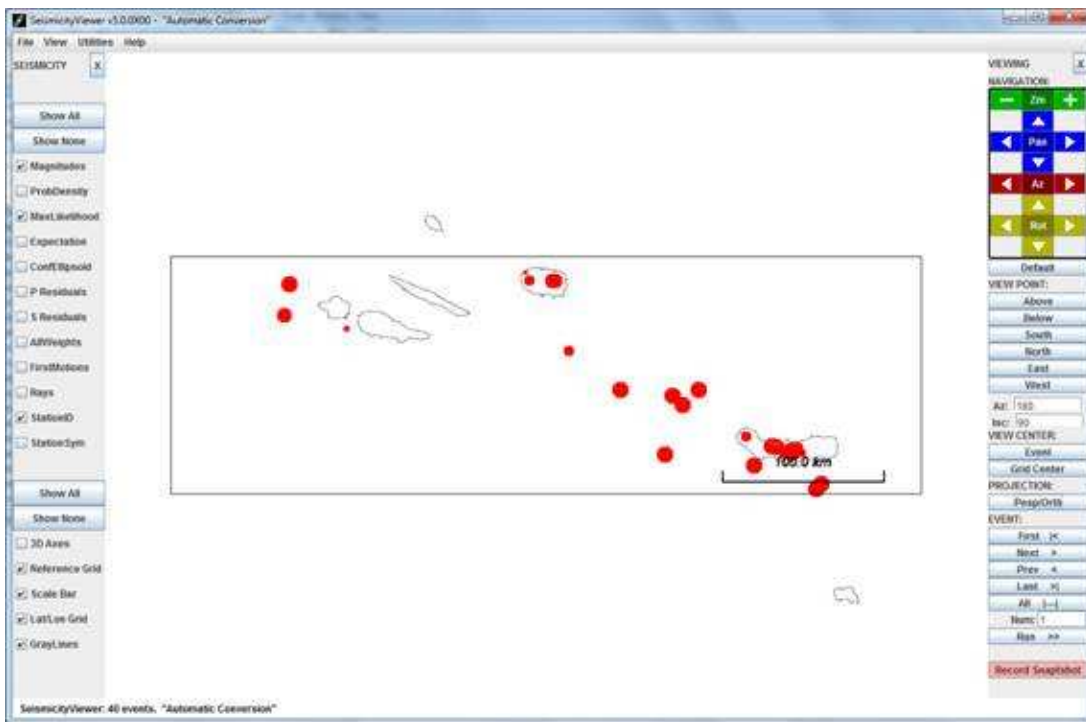 SeismicityViewer v5.0.0X00 - "Automatic Conversion"
File View Utilities Help
SEISMICITY X
Show All
Show None
Magnitudes
ProbDensity
MaxLikelihood
Expectation
ConfEllipsoid
P Residuals
S Residuals
AllWeights
FirstMotions
Rays
StationID
StationSym
Show All
Show None
3D Axes
Reference Grid
Scale Bar
Lat/Lon Grid
GrayLines
100.0 km
VIEWING X
NAVIGATION:
Zm
Pan
Az
Rot
Default
VIEW POINT:
Above
Below
South
North
East
West
Az: 180
Inc: 90
VIEW CENTER:
Event
Grid Center
PROJECTION:
Pesp/Orth
EVENT:
First |<
Next >
Prev <
Last >|
All |--|
Num: 1
Run >>
Record Snaptshot
SeismicityViewer: 40 events, "Automatic Conversion"